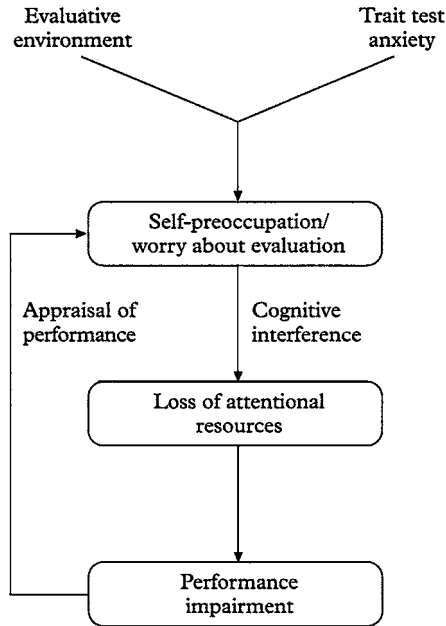 Evaluative
environment
Trait test
anxiety
Self-preoccupation/
worry about evaluation
Appraisal of
performance
Cognitive
interference
Loss of attentional
resources
Performance
impairment